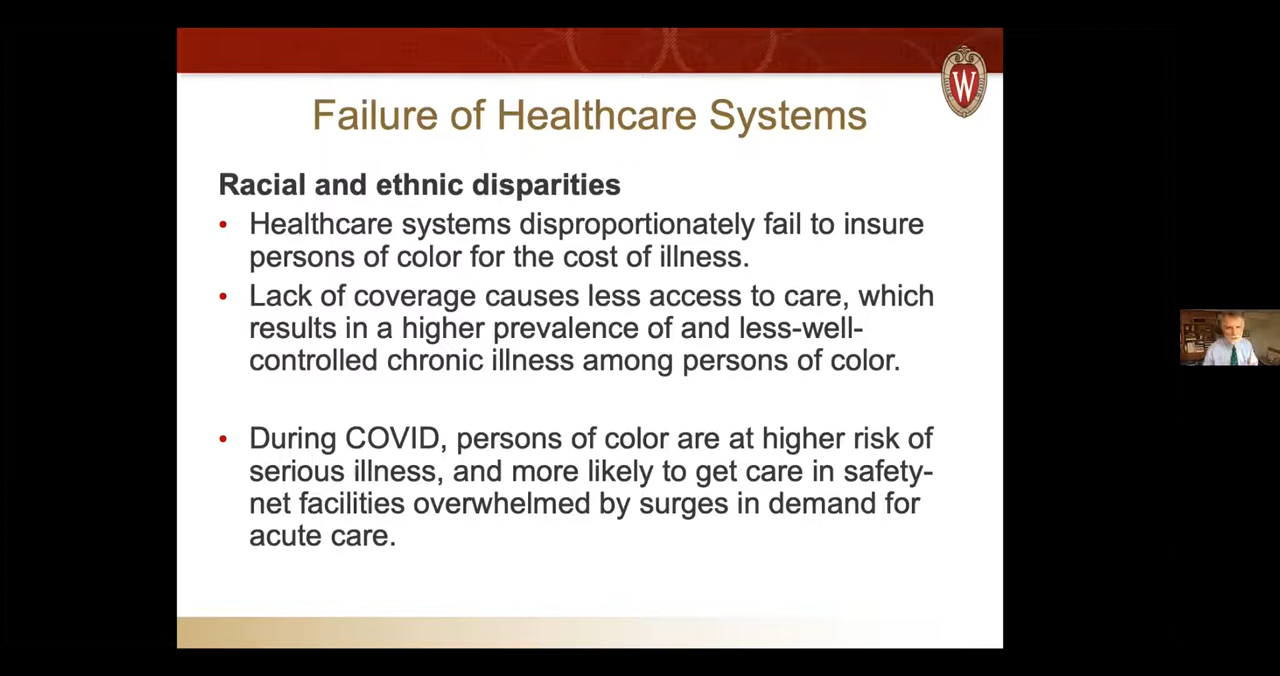 W
Failure of Healthcare Systems
Racial and ethnic disparities
• Healthcare systems disproportionately fail to insure
persons of color for the cost of illness.
• Lack of coverage causes less access to care, which
results in a higher prevalence of and less-well-
controlled chronic illness among persons of color.
• During COVID, persons of color are at higher risk of
serious illness, and more likely to get care in safety-
net facilities overwhelmed by surges in demand for
acute care.